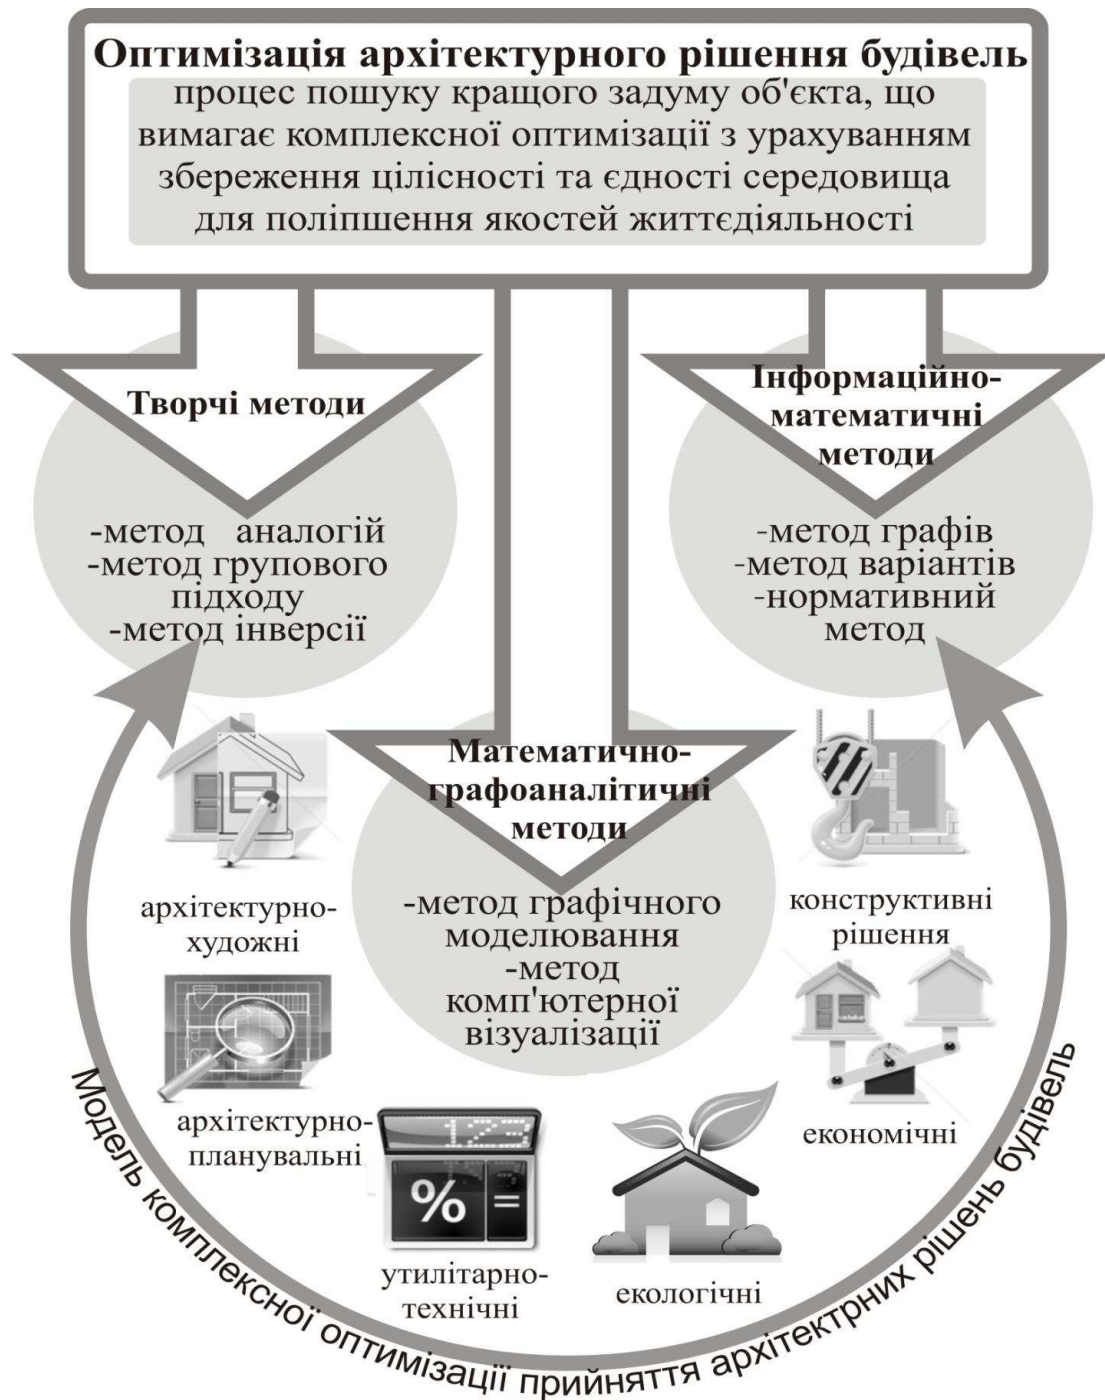 Оптимізація архітектурного рішення будівель
процес пошуку кращого задуму об'єкта, що
вимагає комплексної оптимізації з урахуванням
збереження цілісності та єдності середовища
для поліпшення якостей життєдіяльності
Творчі методи
-метод аналогій
-метод групового
підходу
-метод інверсії
Інформаційно-
математичні
методи
-метод графів
-метод варіантів
-нормативний
метод
Математично-
графоаналітичні
методи
-метод графічного
моделювання
-метод
комп'ютерної
візуалізації
архітектурно-
художні
архітектурно-
планувальні
123
% =
утилітарно-
технічні
екологічні
економічні
конструктивні
рішення
Модель комплексної оптимізації прийняття архітектрних рішень будівель